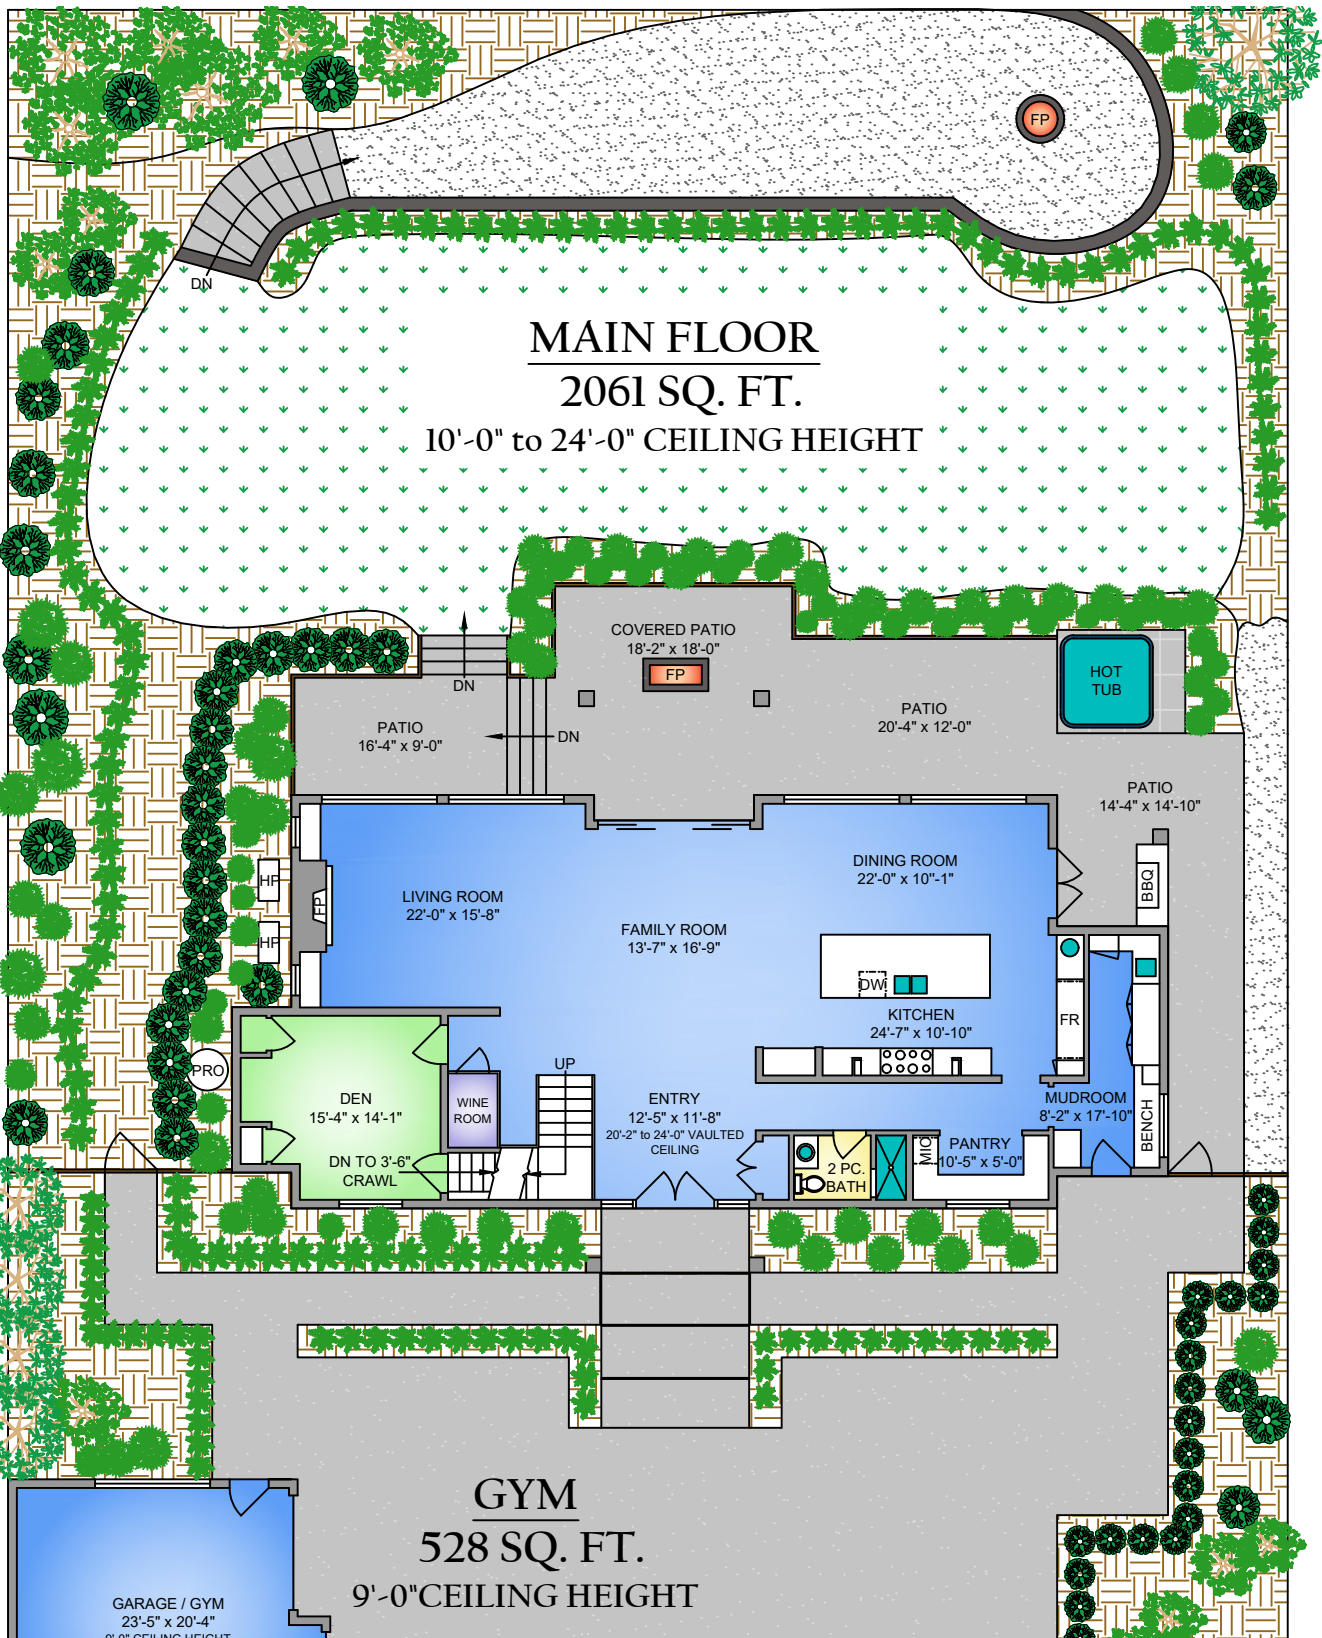 FP
DN
MAIN FLOOR
2061 SQ. FT.
10'-0" to 24'-0" CEILING HEIGHT
COVERED PATIO
18'-2" x 18'-0"
FP
HOT
TUB
DN
PATIO
16'-4" x 9'-0"
DN
PATIO
20'-4" x 12'-0"
PATIO
14'-4" x 14'-10"
HP
HP
FP
LIVING ROOM
22'-0" x 15'-8"
FAMILY ROOM
13'-7" x 16'-9"
DINING ROOM
22'-0" x 10"-1"
BBQ
DW
KITCHEN
24'-7" x 10'-10"
FR
PRO
DEN
15'-4" x 14'-1"
WINE
ROOM
UP
ENTRY
12'-5" x 11'-8"
20'-2" to 24'-0" VAULTED
CEILING
MUDROOM
8'-2" x 17'-10"
BENCH
DN TO 3'-6"
CRAWL
2 PC.
BATH
MIC
PANTRY
10'-5" x 5'-0"
GYM
528 SQ. FT.
9'-0"CEILING HEIGHT
GARAGE / GYM
23'-5" x 20'-4"
9'-0" CEILING HEIGHT